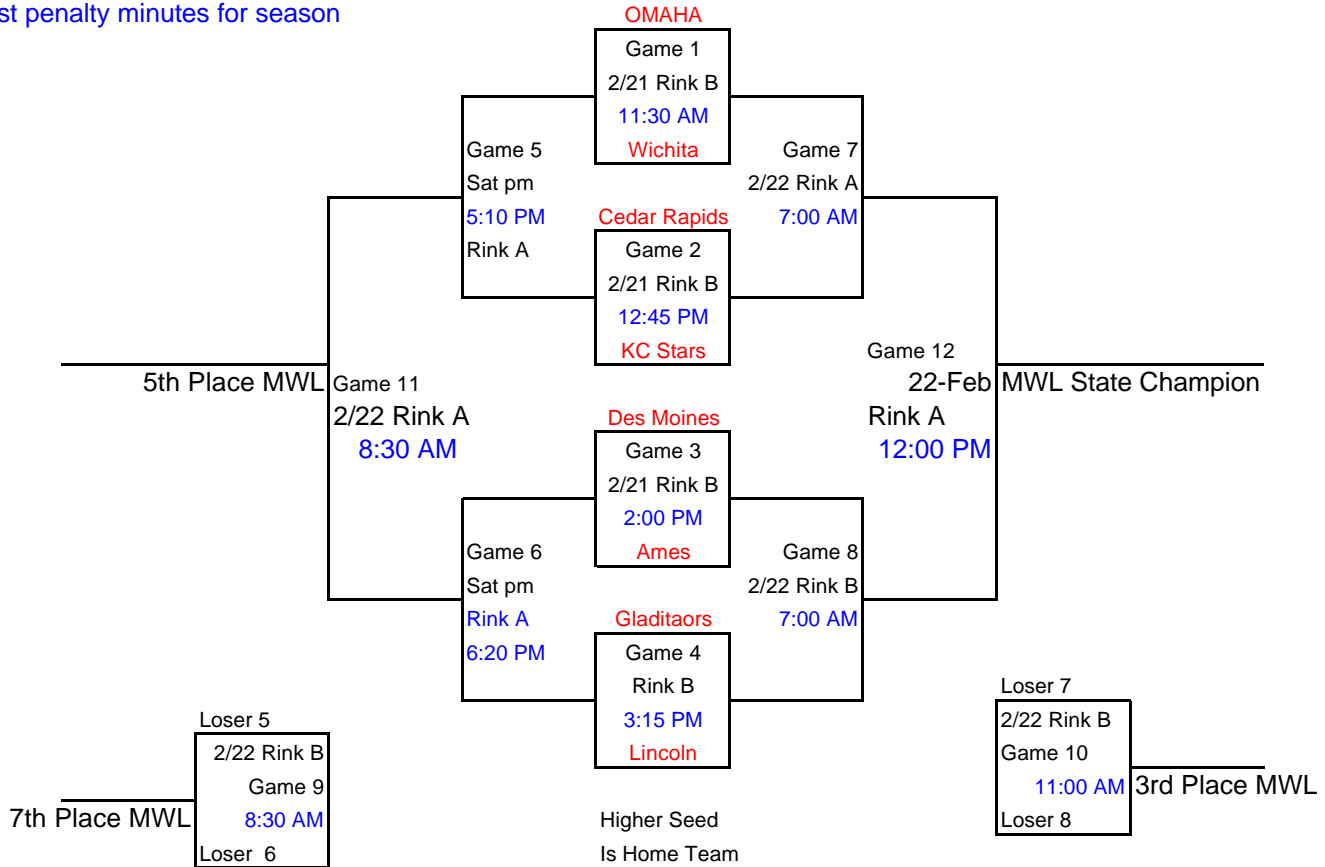 st penalty minutes for season
OMAHA
Game 1
2/21 Rink B
11:30 AM
Wichita
Game 5
Sat pm
5:10 PM
Rink A
Game 7
2/22 Rink A
7:00 AM
Cedar Rapids
Game 2
2/21 Rink B
12:45 PM
KC Stars
5th Place MWL
Game 11
2/22 Rink A
8:30 AM
Game 12
22-Feb
Rink A
12:00 PM
MWL State Champion
Des Moines
Game 3
2/21 Rink B
2:00 PM
Ames
Game 6
Sat pm
Rink A
6:20 PM
Game 8
2/22 Rink B
7:00 AM
Gladitaors
Game 4
Rink B
3:15 PM
Lincoln
Loser 5
2/22 Rink B
Game 9
8:30 AM
Loser 6
7th Place MWL
Loser 7
2/22 Rink B
Game 10
11:00 AM
Loser 8
3rd Place MWL
Higher Seed
Is Home Team